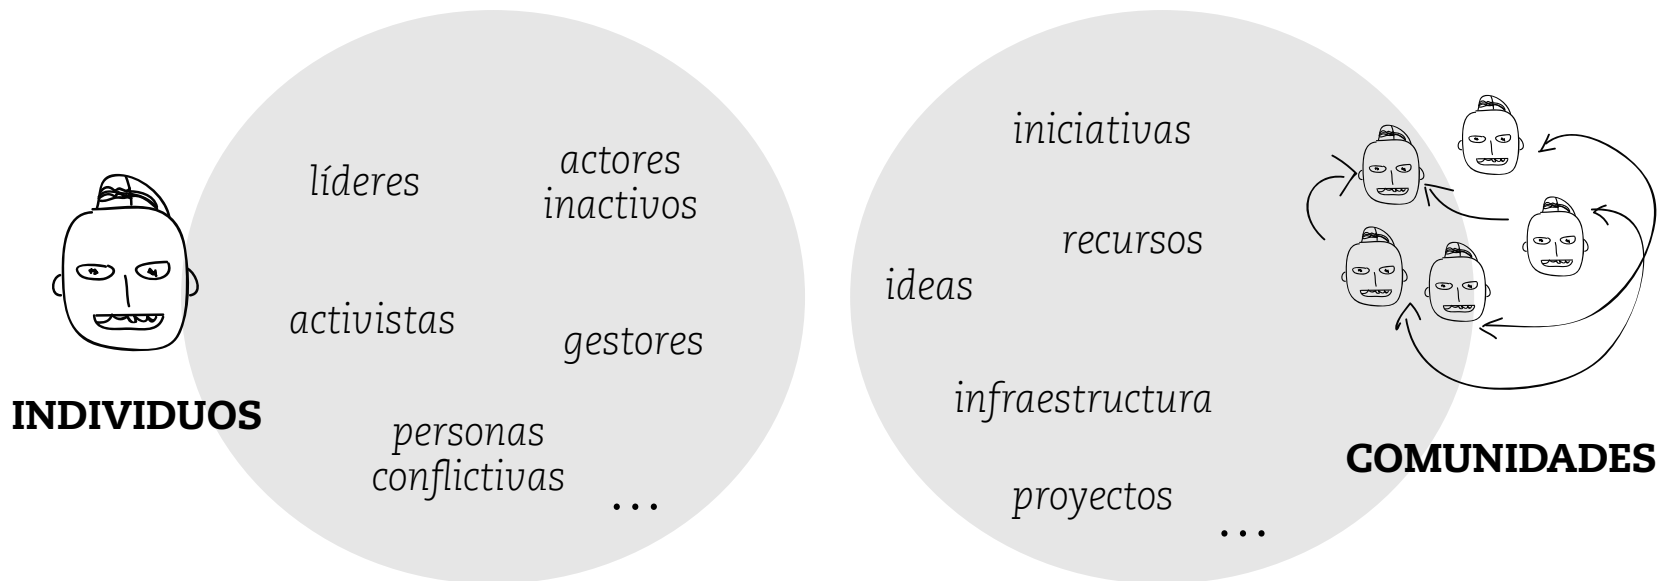 líderes
actores
inactivos
activistas
gestores
INDIVIDUOS
personas
conflictivas
...
iniciativas
recursos
ideas
infraestructura
COMUNIDADES
proyectos
...